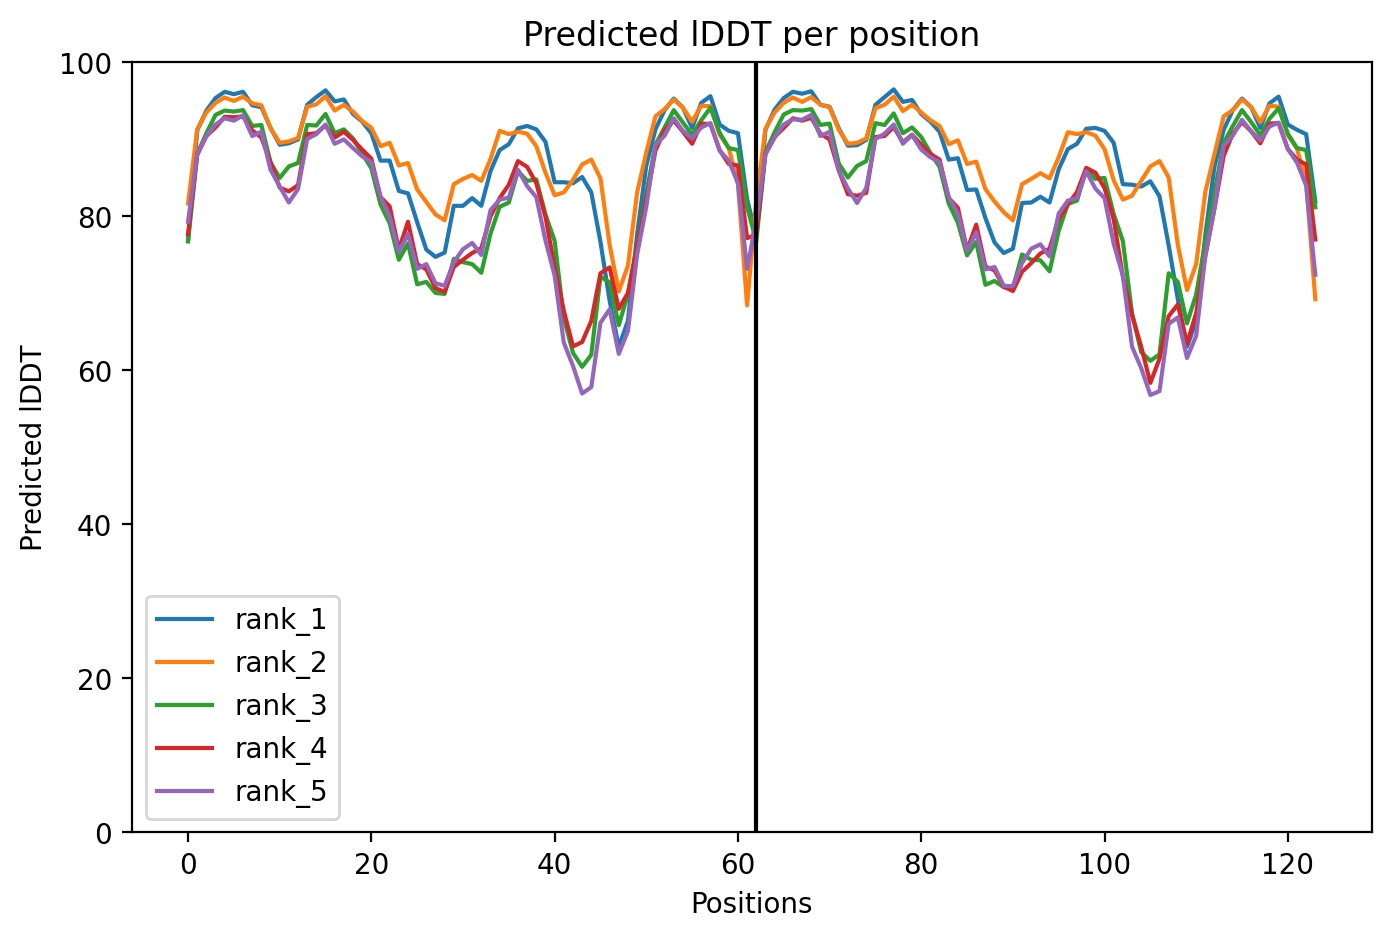 Predicted lDDT per position
100
80
60
40
20
0
Predicted lDDT
rank_1
rank_2
rank_3
rank_4
rank_5
0 20 40 60 80 100 120
Positions